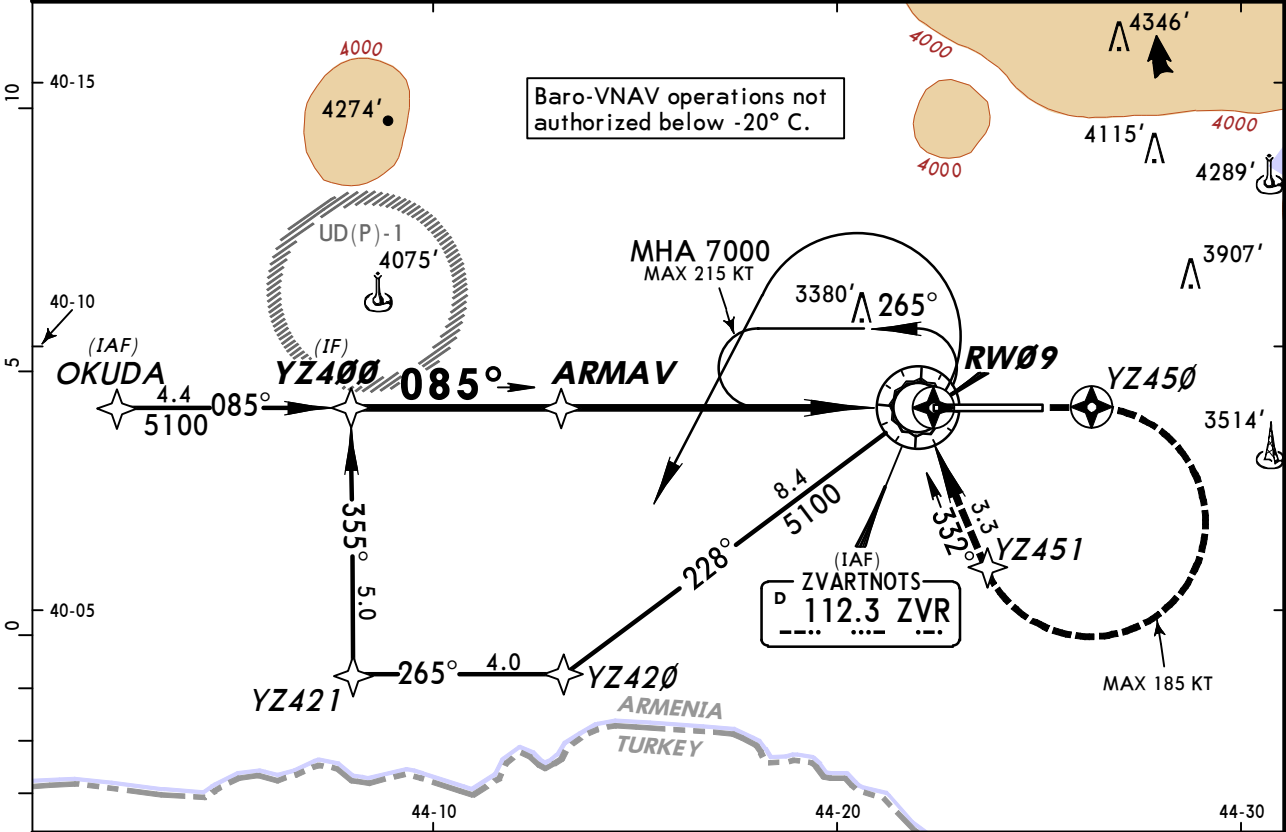 4346'
4000
4000
40-15
10
4274'
Baro-VNAV operations not
authorized below -20° C.
4115'
4000
4000
4289'
UD(P)-1
MHA 7000
MAX 215 KT
4075'
3907'
40-10
3380'
265°
(IAF)
OKUDA
(IF)
YZ4ØØ
085°
ARMAV
RWØ9
YZ45Ø
5
4.4
085°
5100
3514'
8.4
5100
355°
3.3
332°
YZ451
228°
(IAF)
ZVARTNOTS
D 112.3 ZVR
5.0
40-05
0
265°
4.0
YZ421
YZ42Ø
MAX 185 KT
ARMENIA
TURKEY
44-10
44-20
44-30